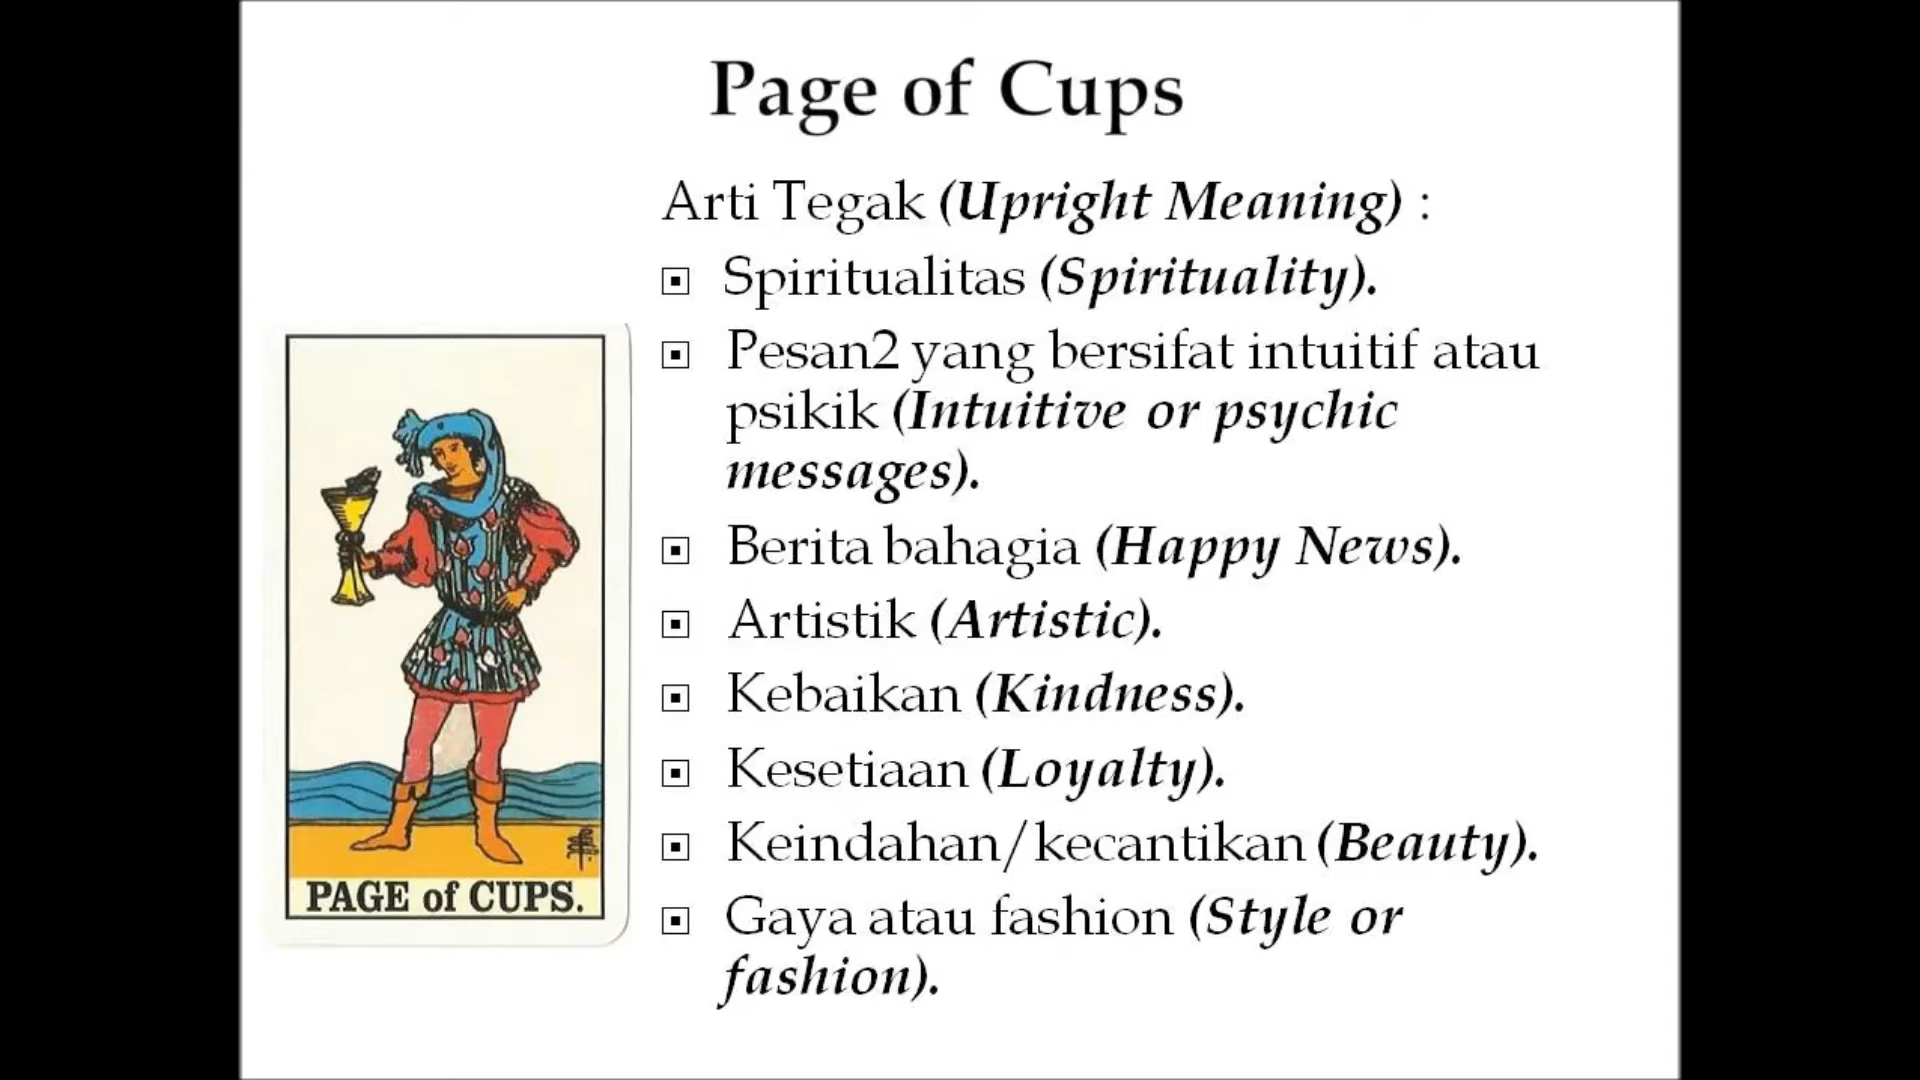 Page of Cups
Arti Tegak (Upright Meaning) :
Spiritualitas (Spirituality).
Pesan2 yang bersifat intuitif atau
psikik (Intuitive or psychic
messages).
Berita bahagia (Happy News).
Artistik (Artistic).
Kebaikan (Kindness).
Kesetiaan (Loyalty).
Keindahan/kecantikan (Beauty).
Gaya atau fashion (Style or
fashion).
PAGE of CUPS.